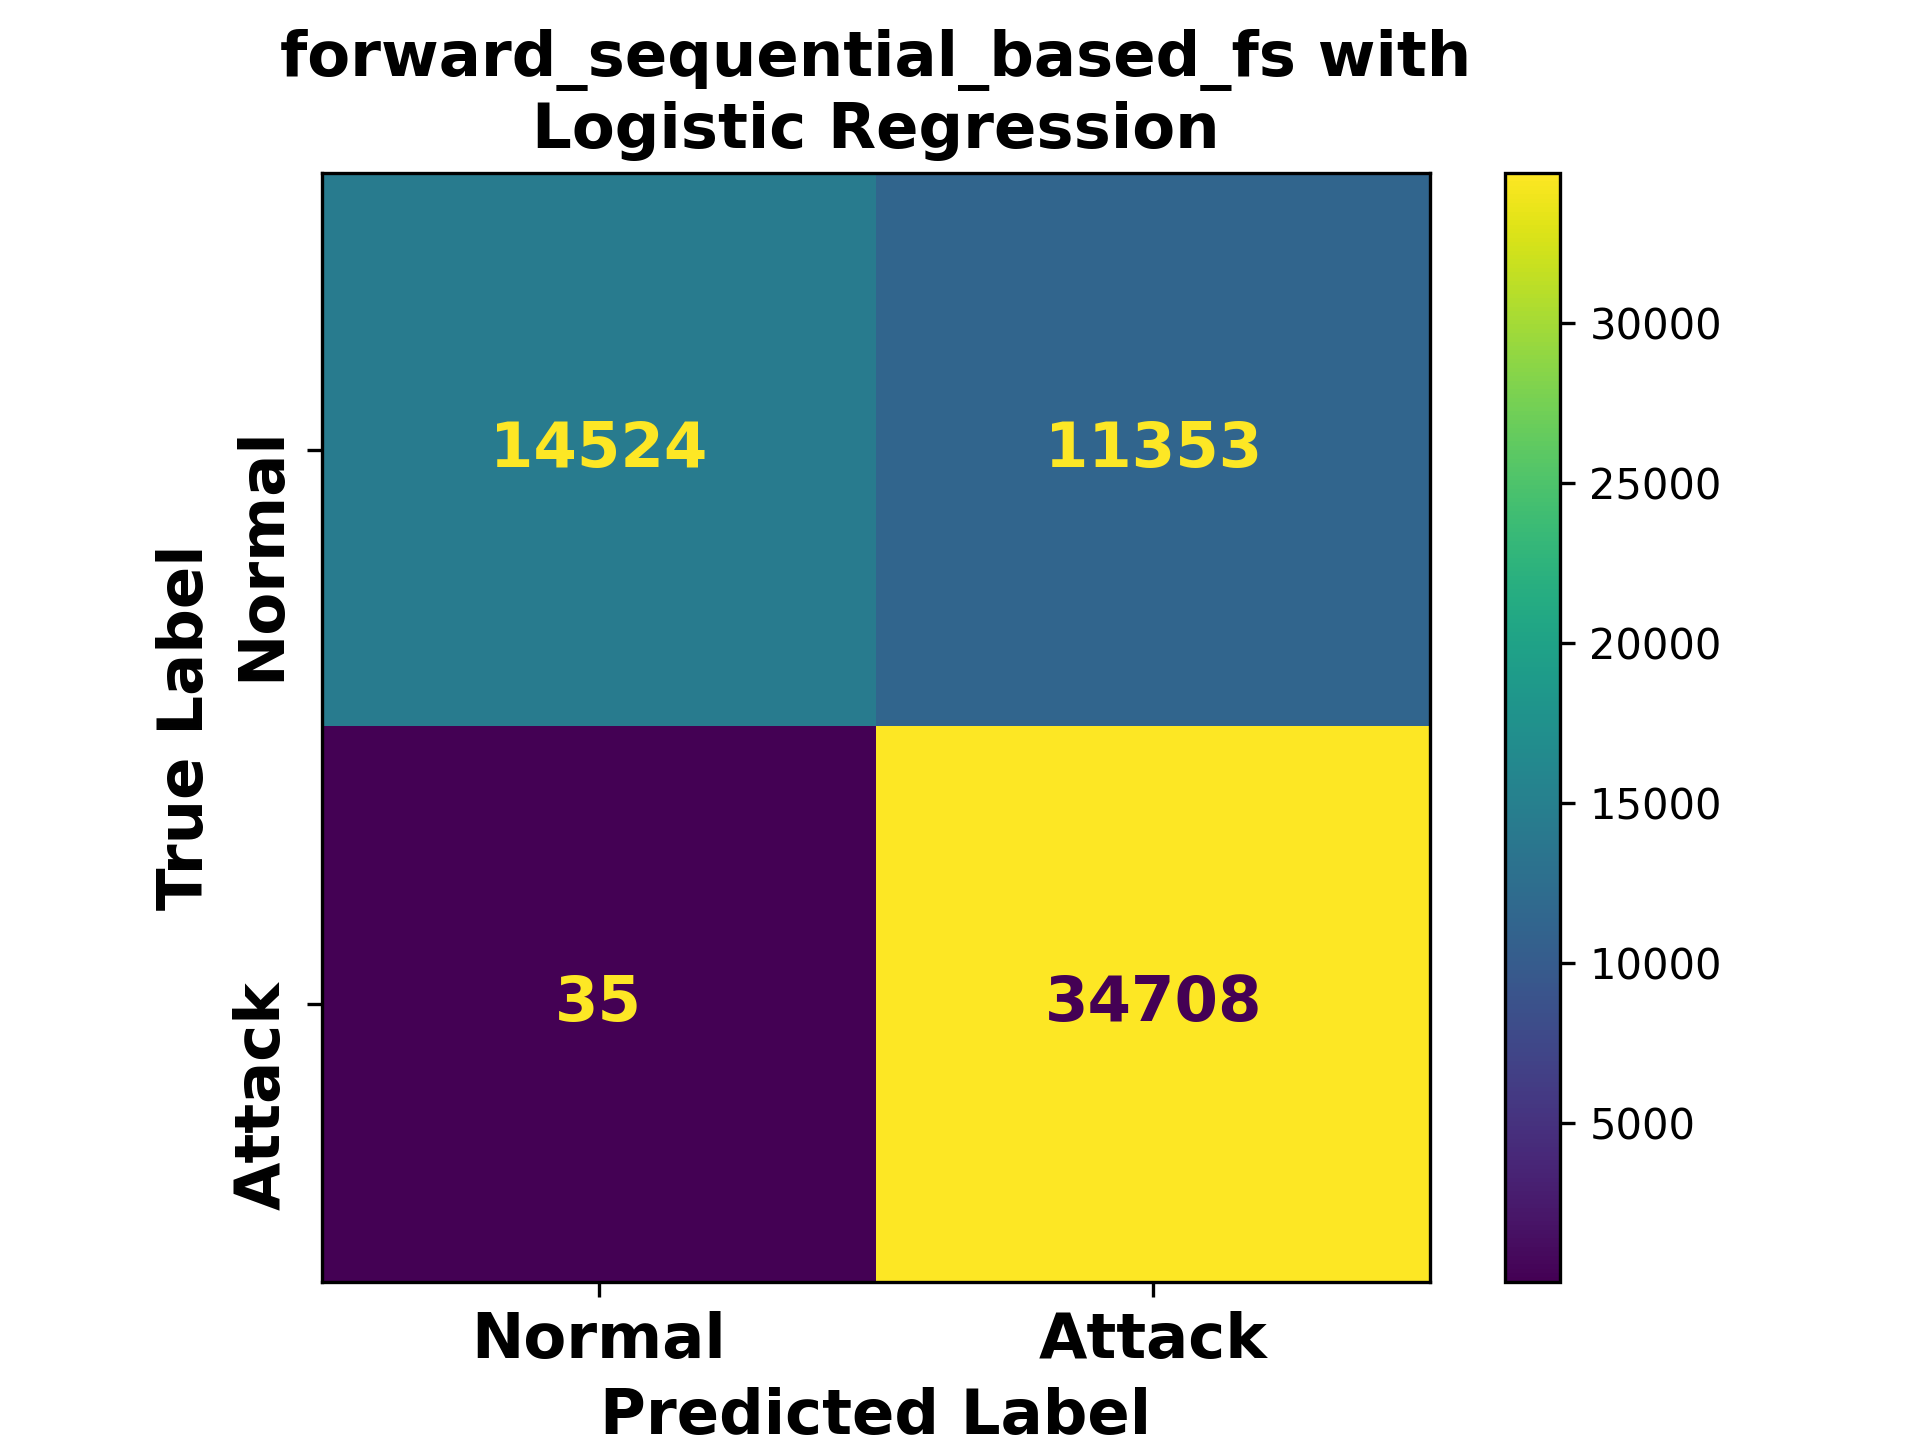 forward_sequential_based_fs with
Logistic Regression
True Label
Normal
Attack
14524
11353
35
34708
Normal
Attack
Predicted Label
30000
25000
20000
15000
10000
5000